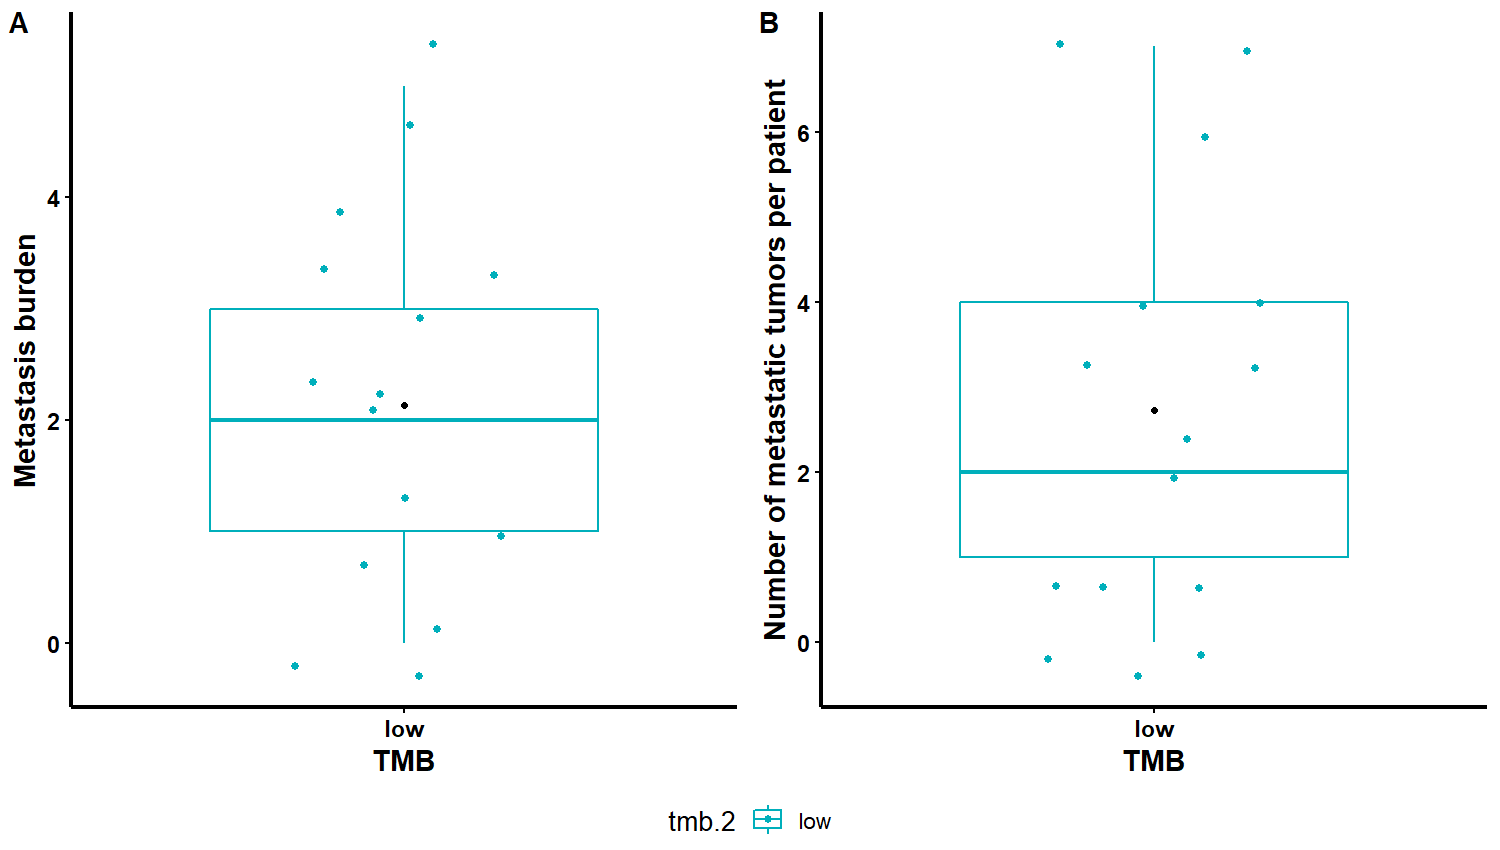 A
Metastasis burden
4
2
0
low
TMB
B
Number of metastatic tumors per patient
6
4
2
0
low
TMB
tmb.2 low